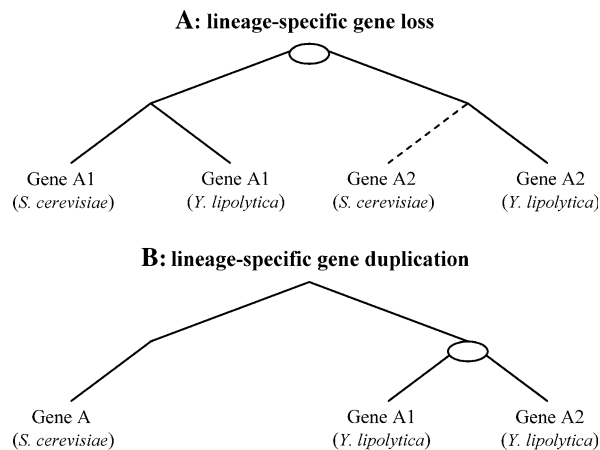 A: lineage-specific gene loss
Gene A1 Gene A1 Gene A2 Gene A2
(S. cerevisiae) (Y. lipolytica) (S. cerevisiae) (Y. lipolytica)
B: lineage-specific gene duplication
Gene A Gene A1 Gene A2
(S. cerevisiae) (Y. lipolytica) (Y. lipolytica)